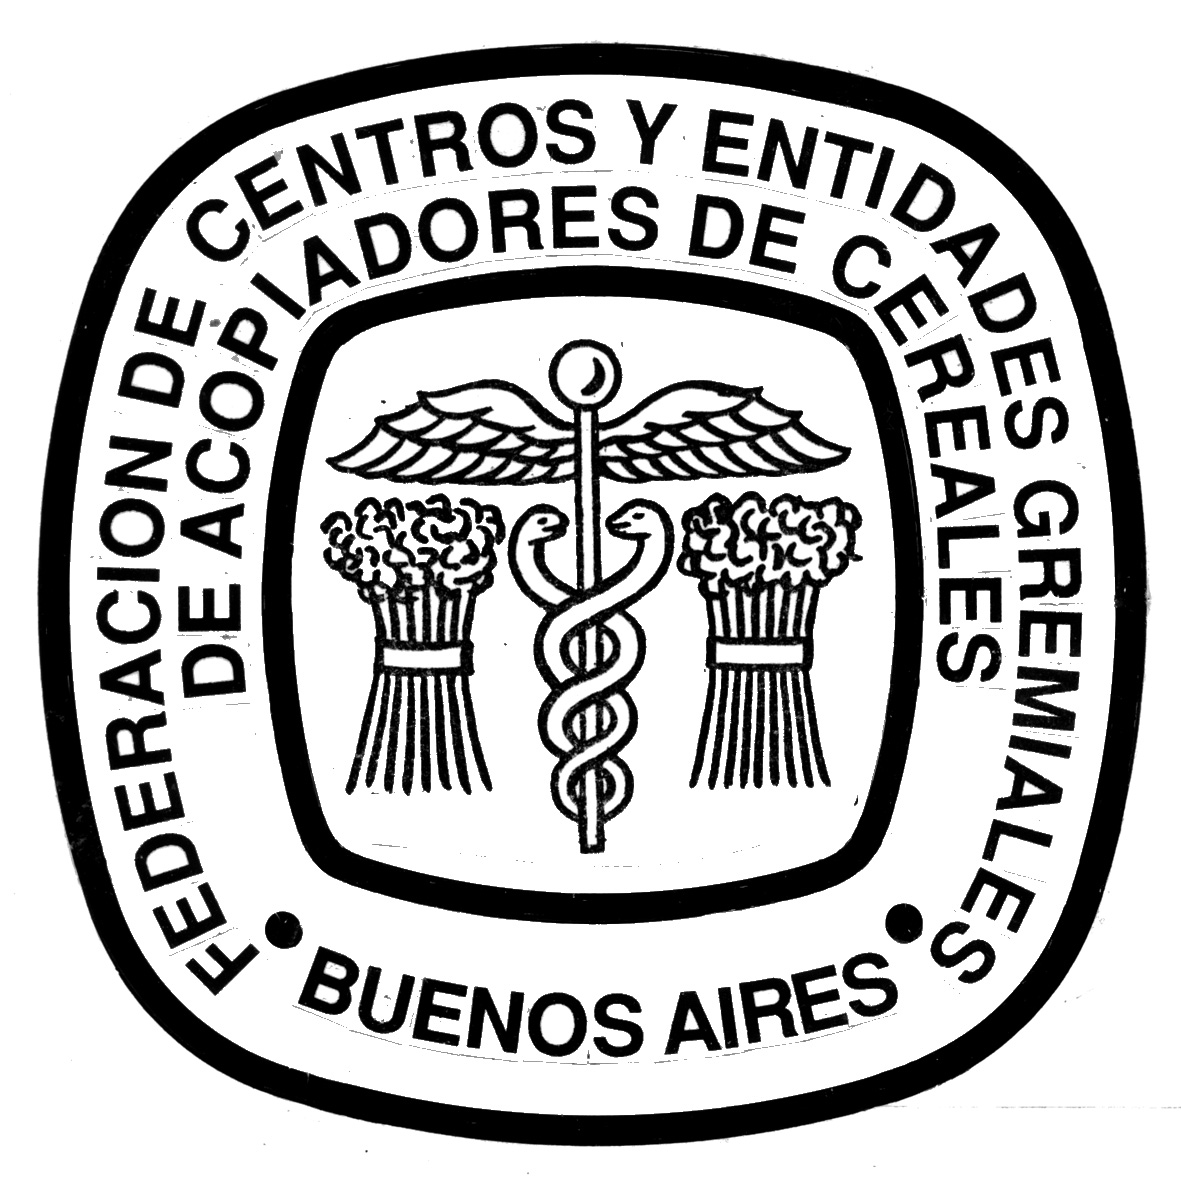 FEDERACION DE CENTROS Y ENTIDADES GREMIALES
DE ACOPIADORES DE CEREALES
• BUENOS AIRES •